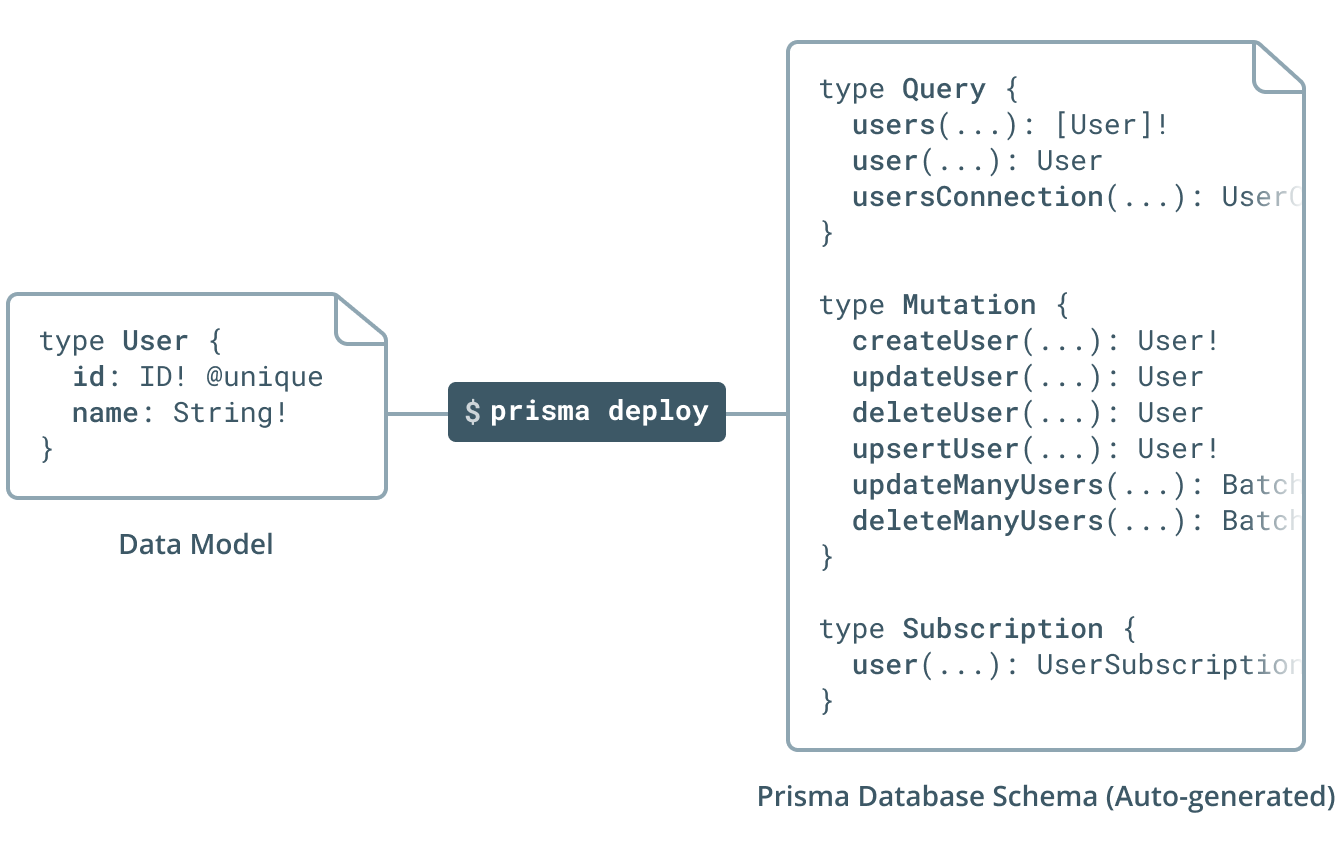 type User {
  id: ID! @unique
  name: String!
}
Data Model
$ prisma deploy
type Query {
  users(...): [User]!
  user(...): User
  usersConnection(...): UserC
}
type Mutation {
  createUser(...): User!
  updateUser(...): User
  deleteUser(...): User
  upsertUser(...): User!
  updateManyUsers(...): Batch
  deleteManyUsers(...): Batch
}
type Subscription {
  user(...): UserSubscription
}
Prisma Database Schema (Auto-generated)